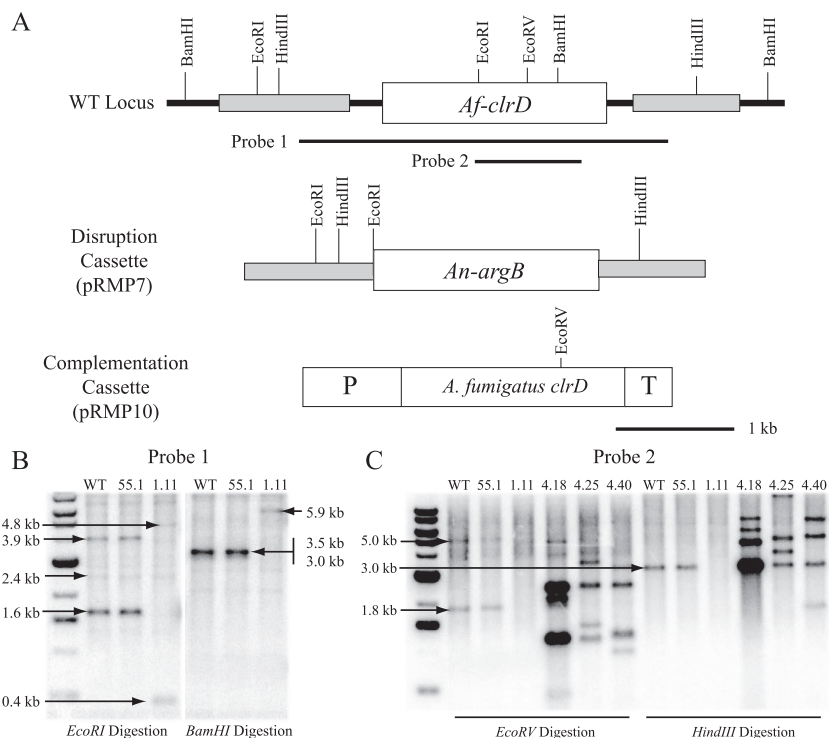 A
BamHI
EcoRI
HindIII
EcoRI
EcoRV
BamHI
HindIII
BamHI
WT Locus
Af-clrD
Probe 1
Probe 2
EcoRI
HindIII
EcoRI
HindIII
Disruption
Cassette
(pRMP7)
An-argB
EcoRV
Complementation
Cassette
(pRMP10)
P
A. fumigatus clrD
T
1 kb
B
Probe 1
WT 55.1 1.11 WT 55.1 1.11
4.8 kb
3.9 kb
2.4 kb
1.6 kb
0.4 kb
5.9 kb
3.5 kb
3.0 kb
EcoRI Digestion BamHI Digestion
C
Probe 2
WT 55.1 1.11 4.18 4.25 4.40 WT 55.1 1.11 4.18 4.25 4.40
5.0 kb
3.0 kb
1.8 kb
EcoRV Digestion HindIII Digestion